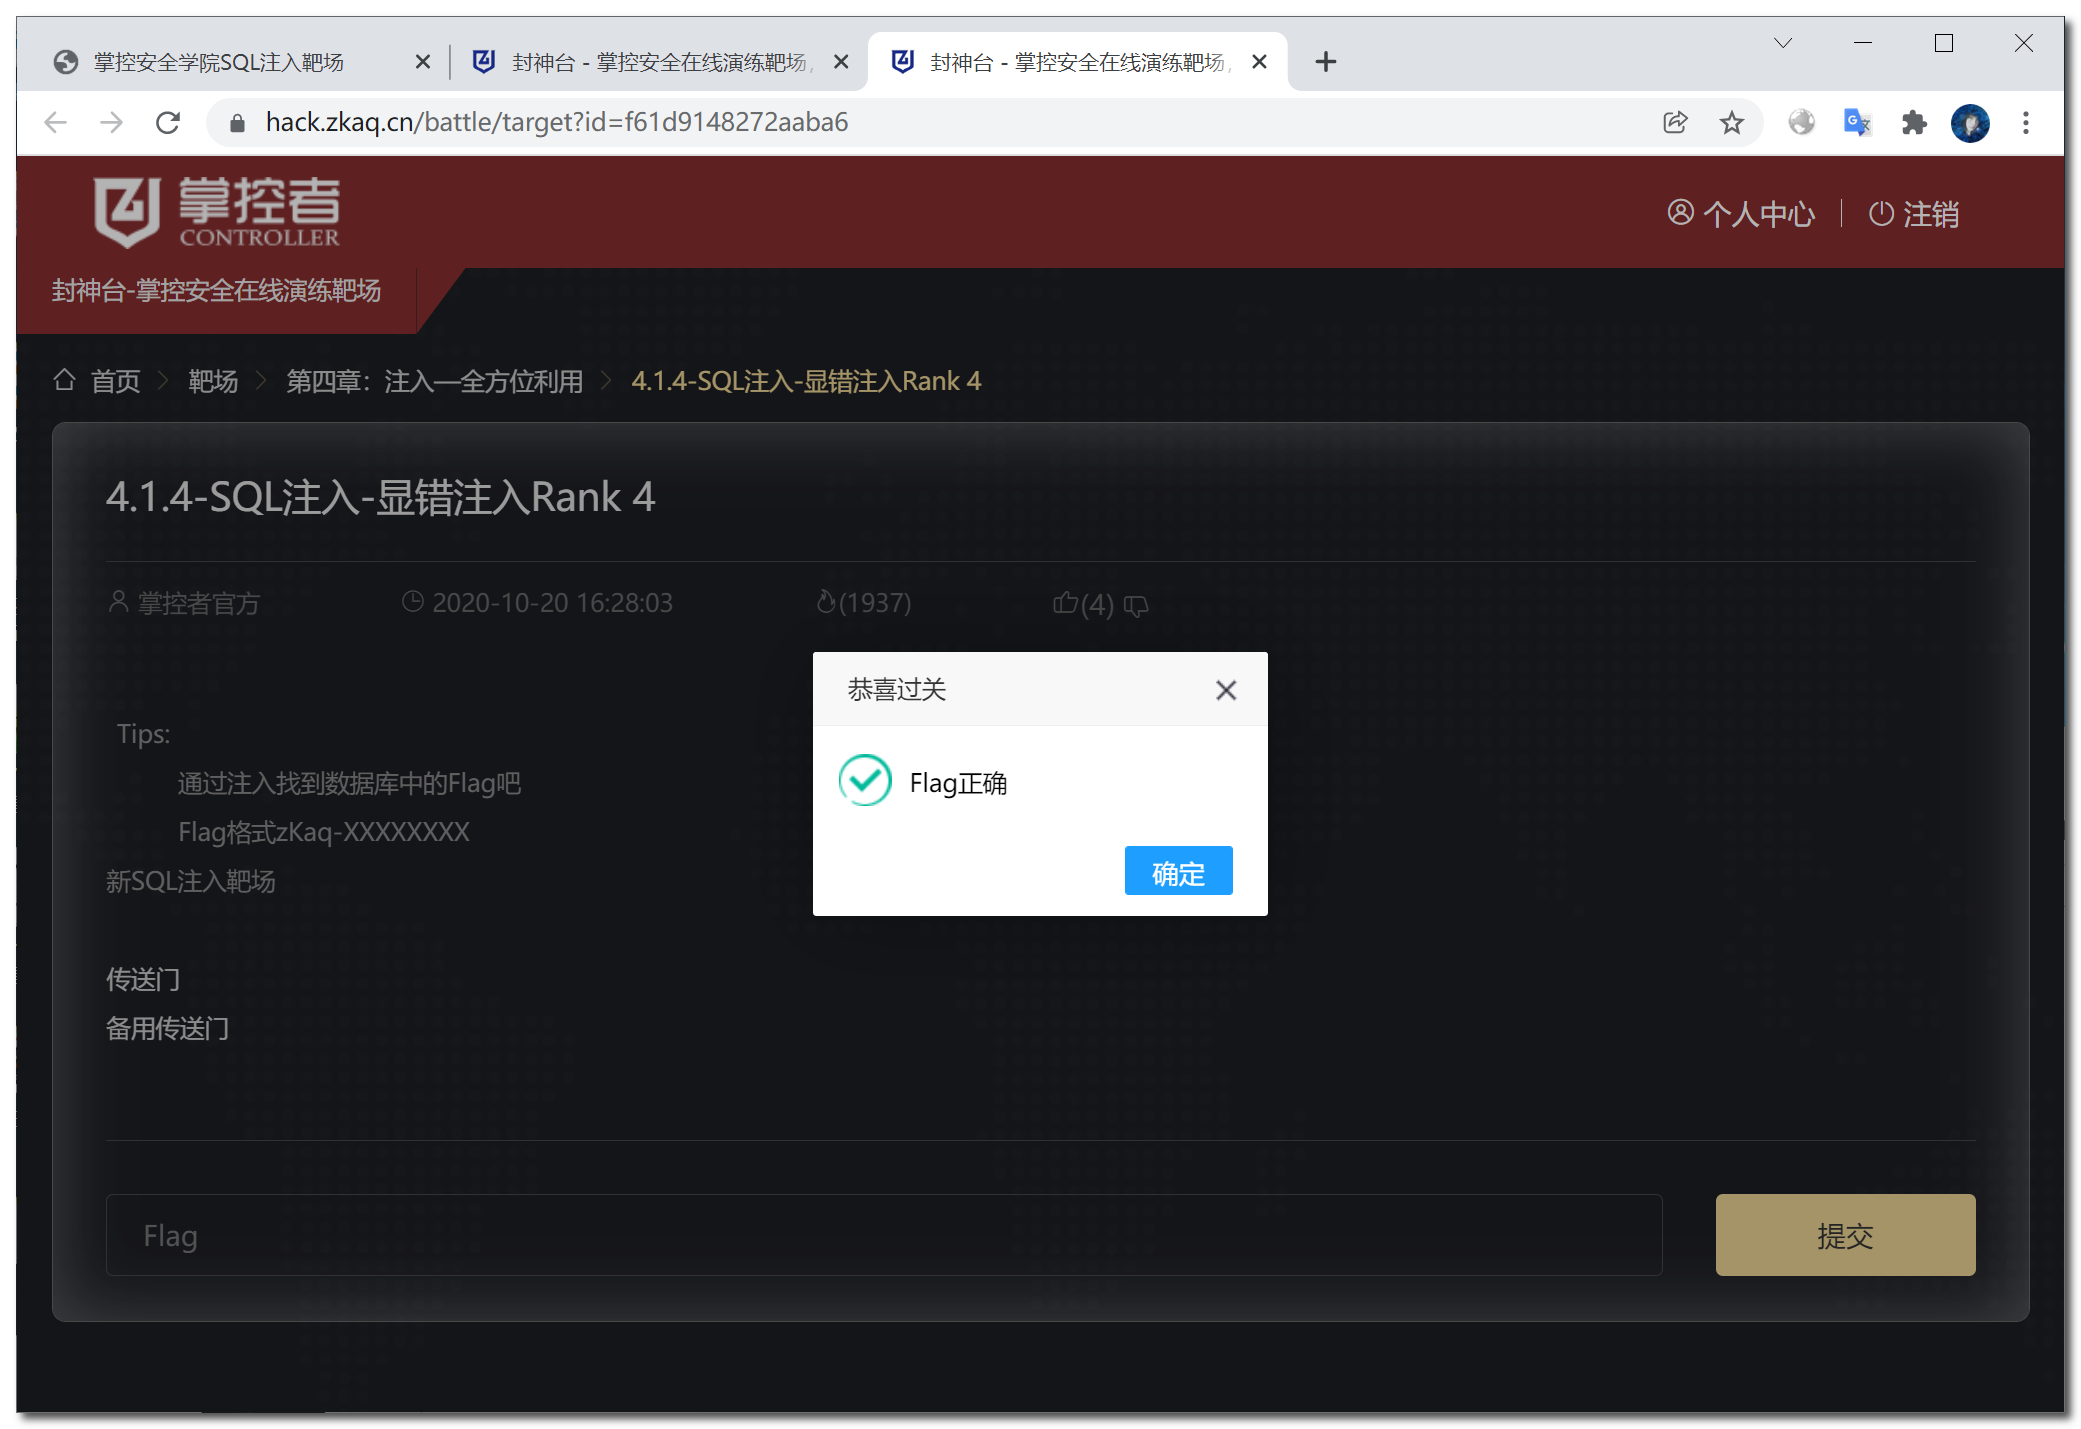 掌控安全学院SQL注入靶场
封神台 - 掌控安全在线演练靶场,
封神台 - 掌控安全在线演练靶场,
hack.zkaq.cn/battle/target?id=f61d9148272aaba6
掌控者
CONTROLLER
个人中心
注销
封神台-掌控安全在线演练靶场
首页
靶场
第四章：注入—全方位利用
4.1.4-SQL注入-显错注入Rank 4
4.1.4-SQL注入-显错注入Rank 4
掌控者官方
2020-10-20 16:28:03
(1937)
(4)
恭喜过关
Tips:
通过注入找到数据库中的Flag吧
Flag正确
Flag格式zKaq-XXXXXXXX
新SQL注入靶场
确定
传送门
备用传送门
Flag
提交